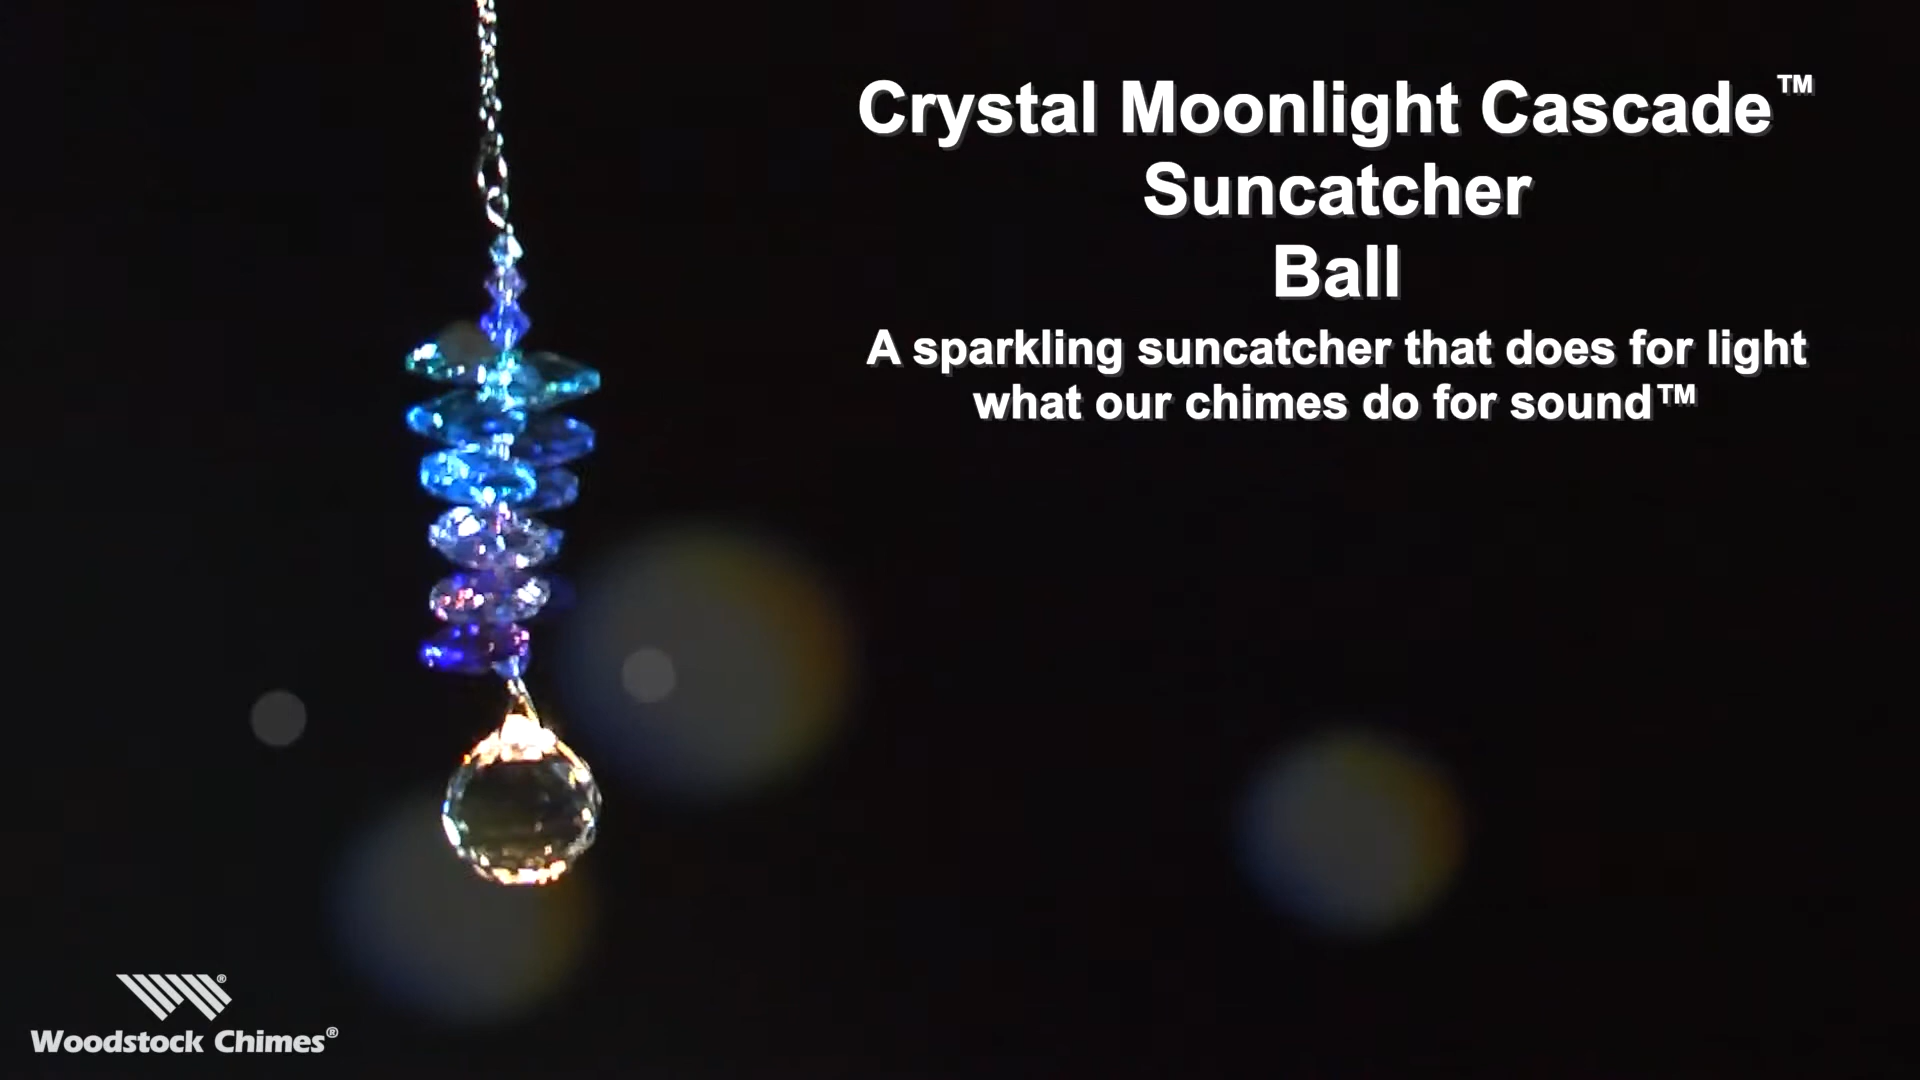 Crystal Moonlight Cascade™
Suncatcher
Ball
A sparkling suncatcher that does for light
what our chimes do for sound™
®
Woodstock Chimes®